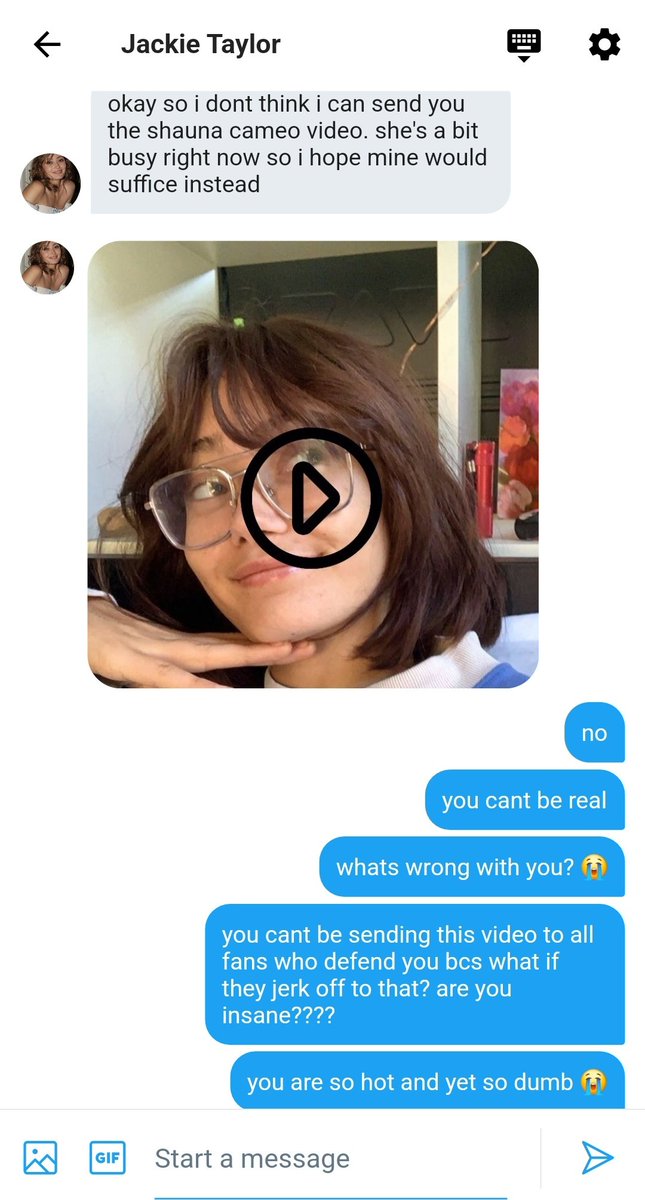 Jackie Taylor
okay so i dont think i can send you
the shauna cameo video. she's a bit
busy right now so i hope mine would
suffice instead
no
you cant be real
whats wrong with you? 😭
you cant be sending this video to all
fans who defend you bcs what if
they jerk off to that? are you
insane????
you are so hot and yet so dumb 😭
GIF
Start a message